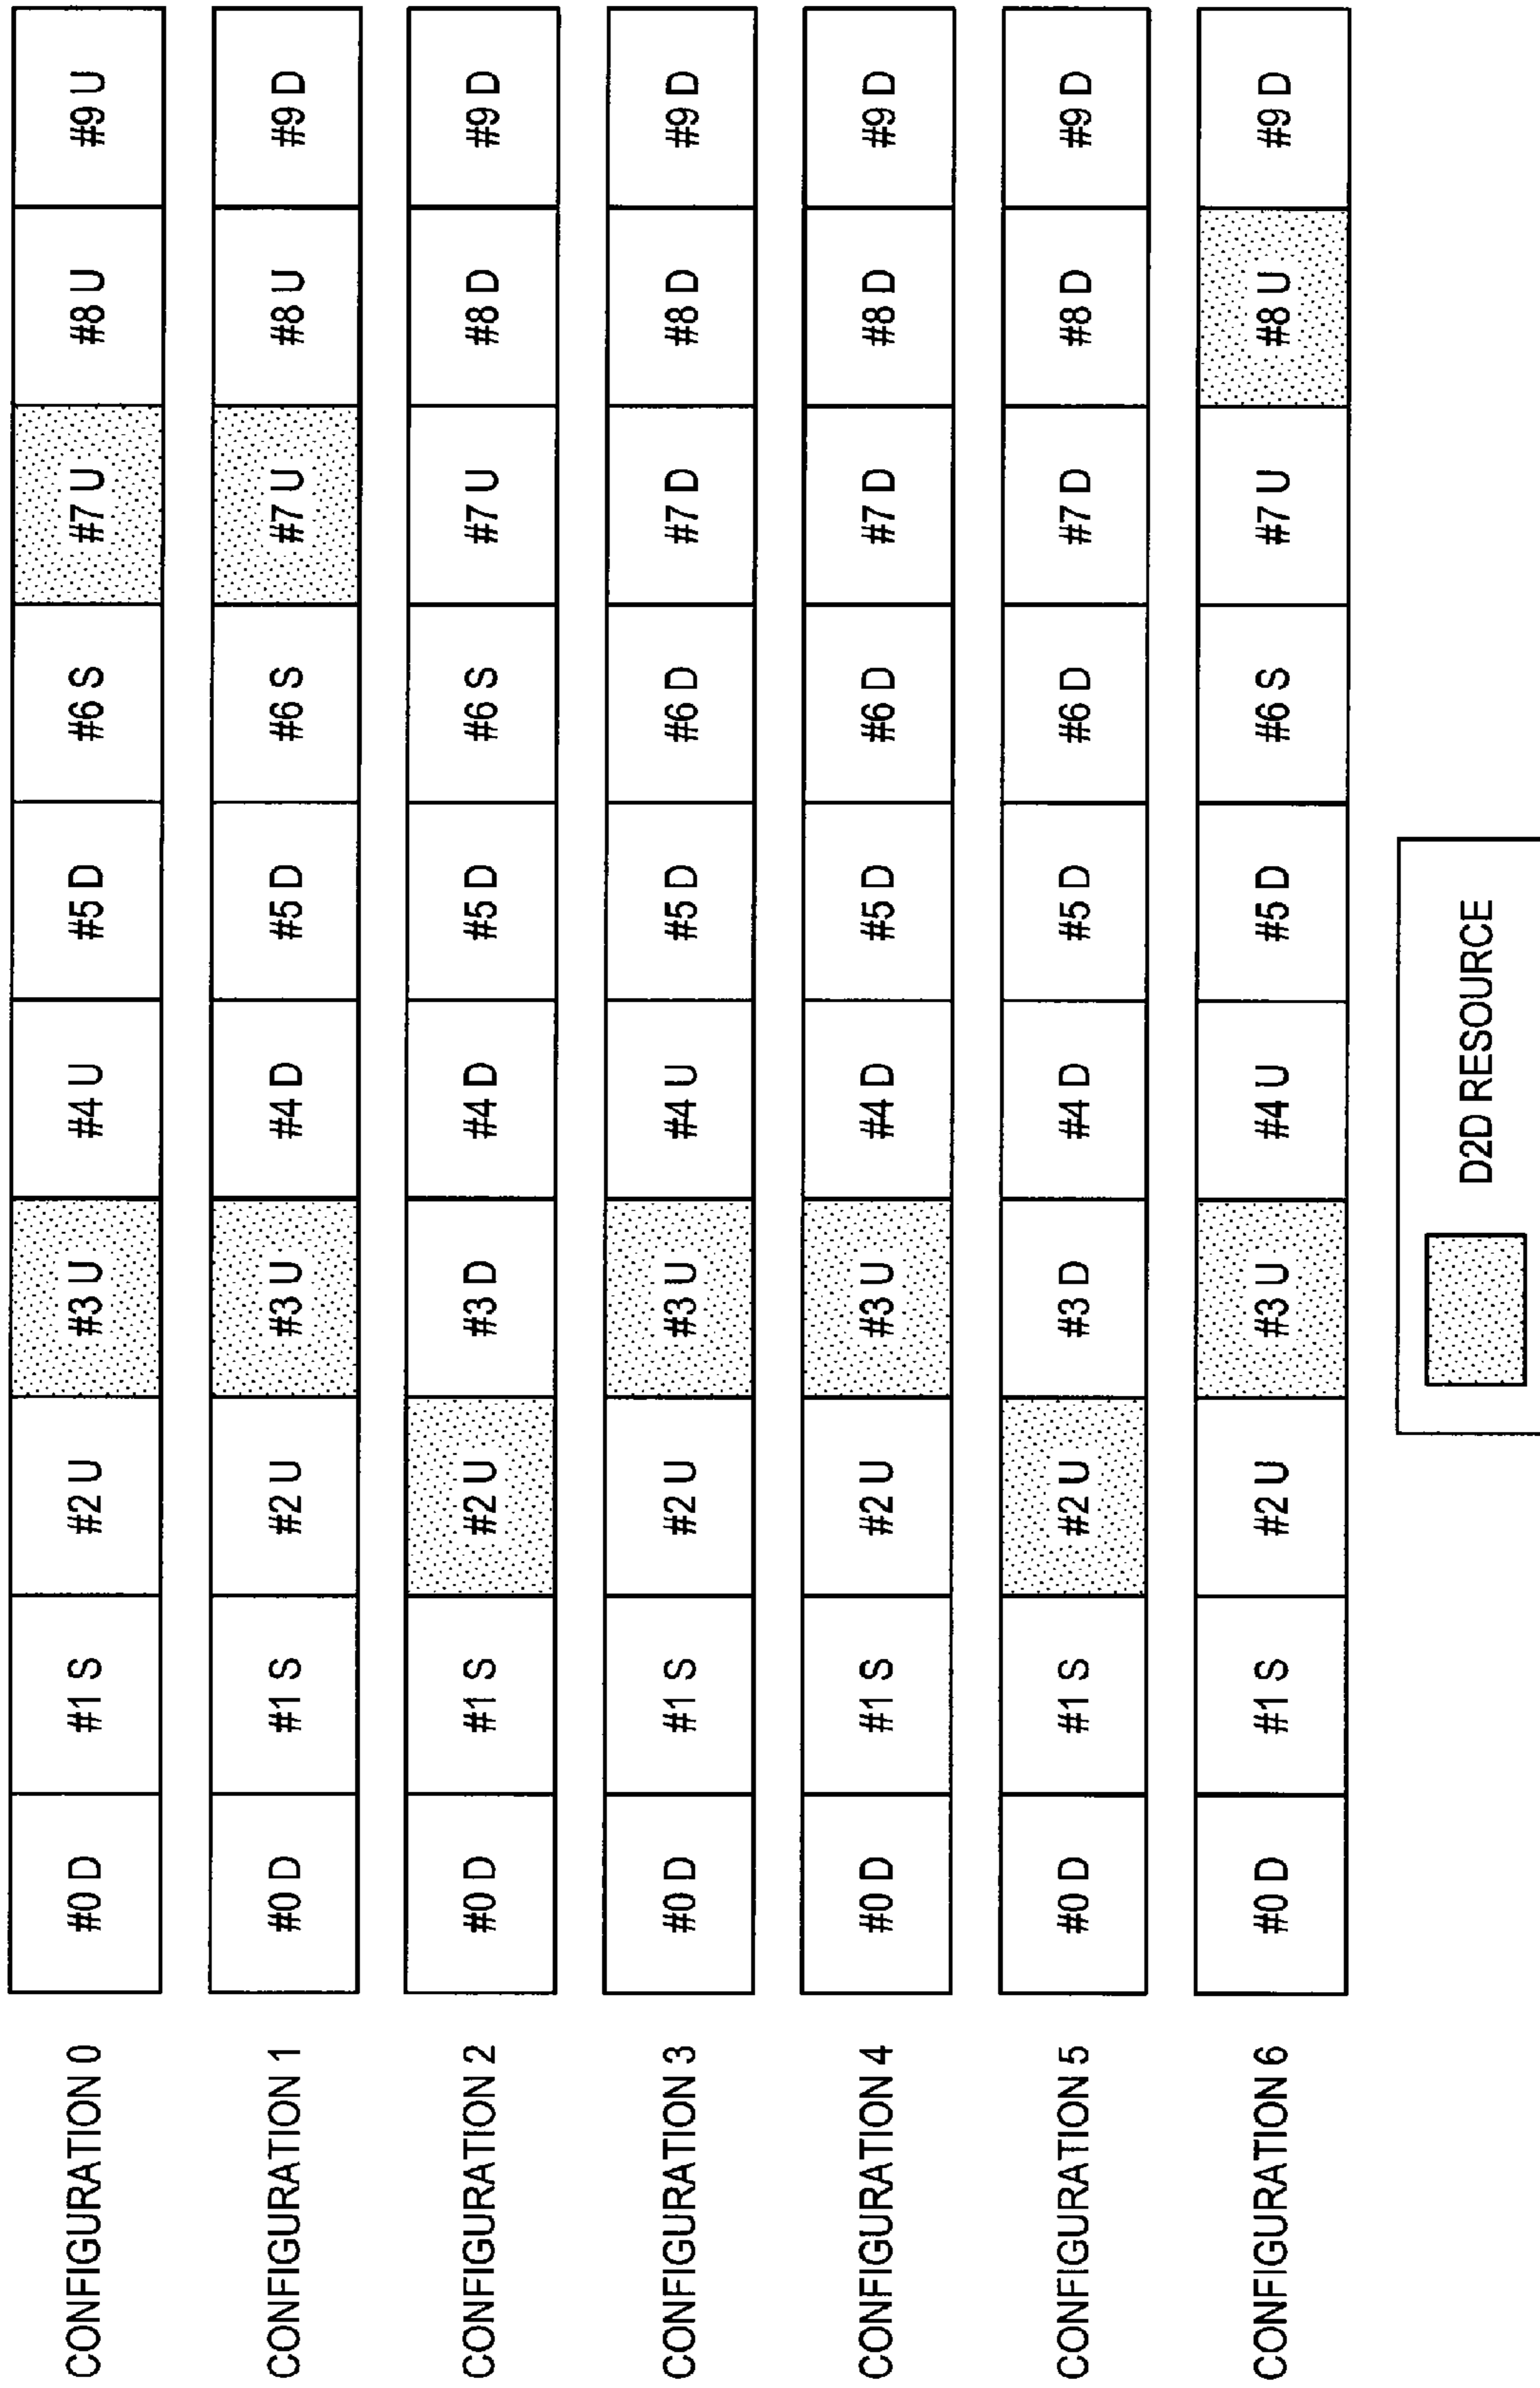 CONFIGURATION 0 #0 D #1 S #2 U #3 U #4 U #5 D #6 S #7 U #8 U #9 U
CONFIGURATION 1 #0 D #1 S #2 U #3 U #4 D #5 D #6 S #7 U #8 U #9 D
CONFIGURATION 2 #0 D #1 S #2 U #3 D #4 D #5 D #6 S #7 U #8 D #9 D
CONFIGURATION 3 #0 D #1 S #2 U #3 U #4 U #5 D #6 D #7 D #8 D #9 D
CONFIGURATION 4 #0 D #1 S #2 U #3 U #4 D #5 D #6 D #7 D #8 D #9 D
CONFIGURATION 5 #0 D #1 S #2 U #3 D #4 D #5 D #6 D #7 D #8 D #9 D
CONFIGURATION 6 #0 D #1 S #2 U #3 U #4 U #5 D #6 S #7 U #8 U #9 D
D2D RESOURCE